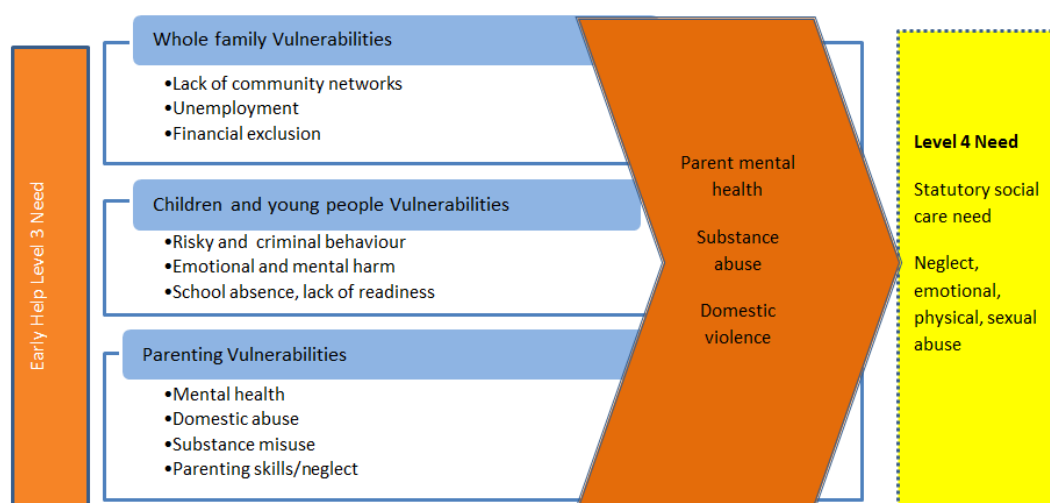 Early Help Level 3 Need
Whole family Vulnerabilities
•Lack of community networks
•Unemployment
•Financial exclusion
Children and young people Vulnerabilities
•Risky and criminal behaviour
•Emotional and mental harm
•School absence, lack of readiness
Parenting Vulnerabilities
•Mental health
•Domestic abuse
•Substance misuse
•Parenting skills/neglect
Parent mental
health
Substance
abuse
Domestic
violence
Level 4 Need
Statutory social
care need
Neglect,
emotional,
physical, sexual
abuse